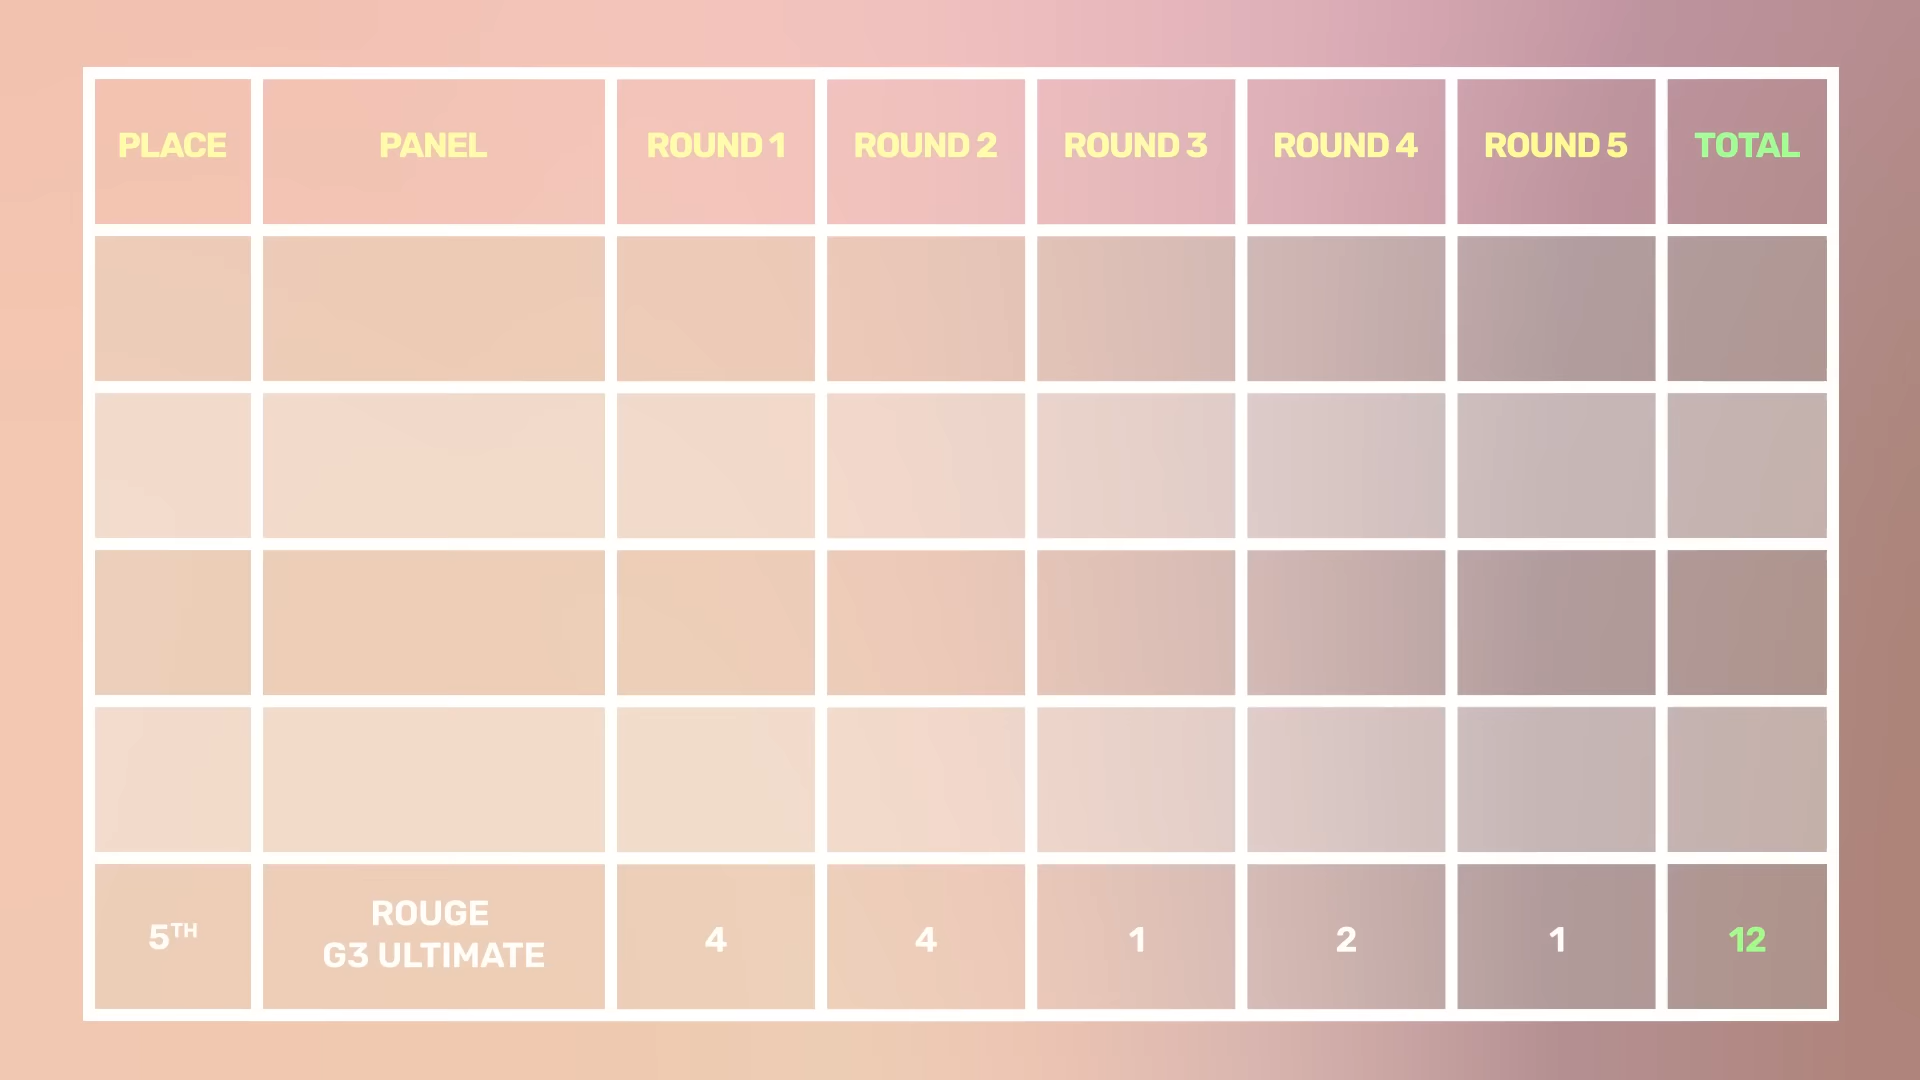 PLACE PANEL ROUND 1 ROUND 2 ROUND 3 ROUND 4 ROUND 5 TOTAL
5TH ROUGE G3 ULTIMATE 4 4 1 2 1 12